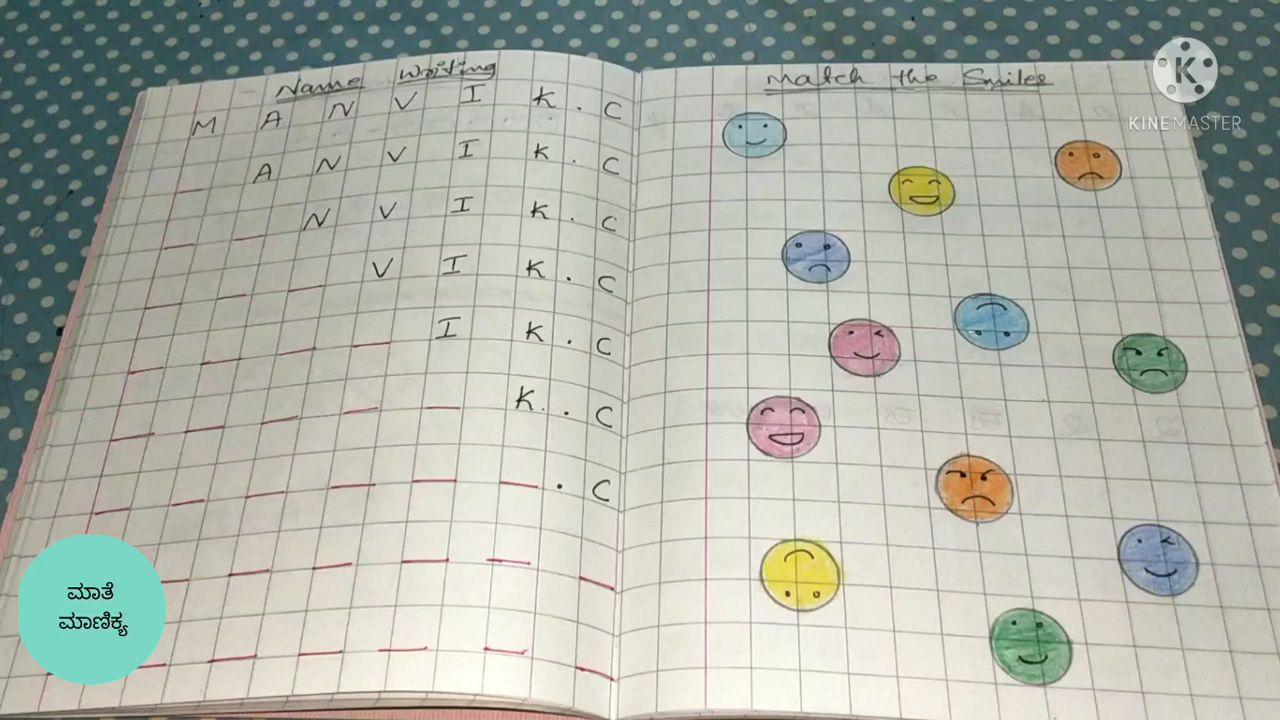 Name Writing
M A N V I K . C
_ A N V I K . C
_ _ N V I K . C
_ _ _ V I K . C
_ _ _ _ I K . C
_ _ _ _ _ K . C
_ _ _ _ _ _ . C
_ _ _ _ _ _
_ _ _ _ _ _
Match the Smiles
KINEMASTER
K
ಮಾತೆ
ಮಾಣಿಕ್ಯ